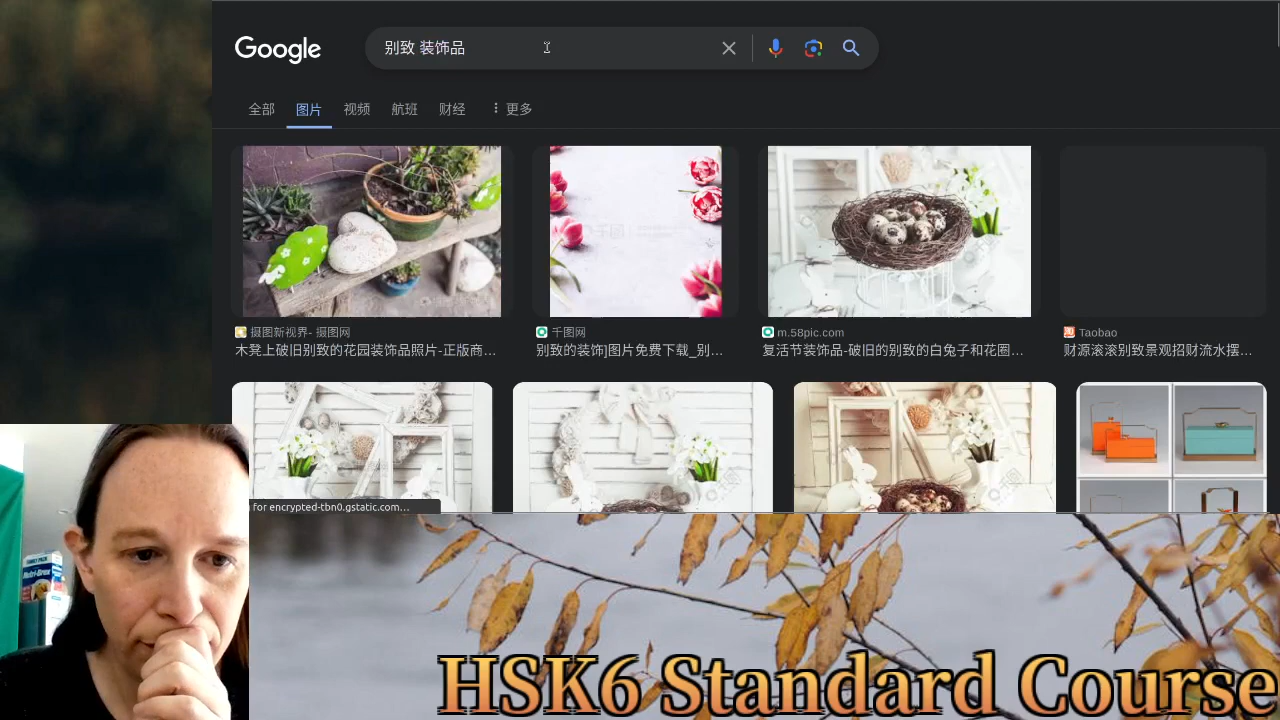 Google
别致 装饰品
全部 图片 视频 航班 财经 更多
摄图新视界- 摄图网
木凳上破旧别致的花园装饰品照片-正版商…
千图网
别致的装饰]图片免费下载_别…
m.58pic.com
复活节装饰品-破旧的别致的白兔子和花圈…
Taobao
财源滚滚别致景观招财流水摆…
for encrypted-tbn0.gstatic.com…
HSK6 Standard Course